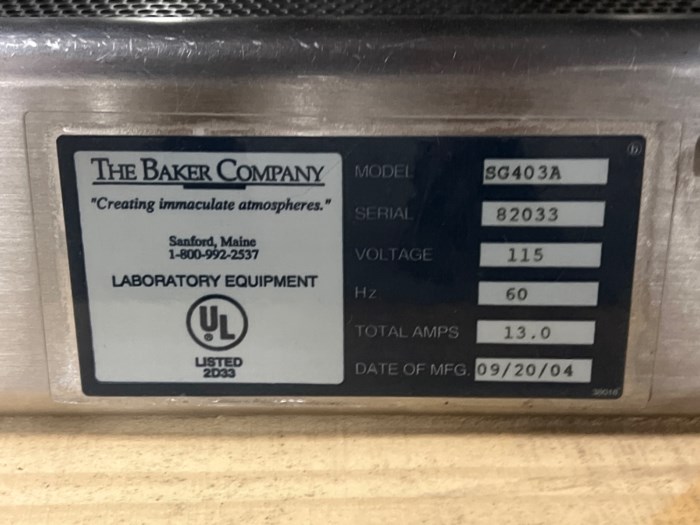 THE BAKER COMPANY
"Creating immaculate atmospheres."
Sanford, Maine
1-800-992-2537
LABORATORY EQUIPMENT
UL
LISTED
2D33
MODEL SG403A
SERIAL 82033
VOLTAGE 115
Hz 60
TOTAL AMPS 13.0
DATE OF MFG. 09/20/04